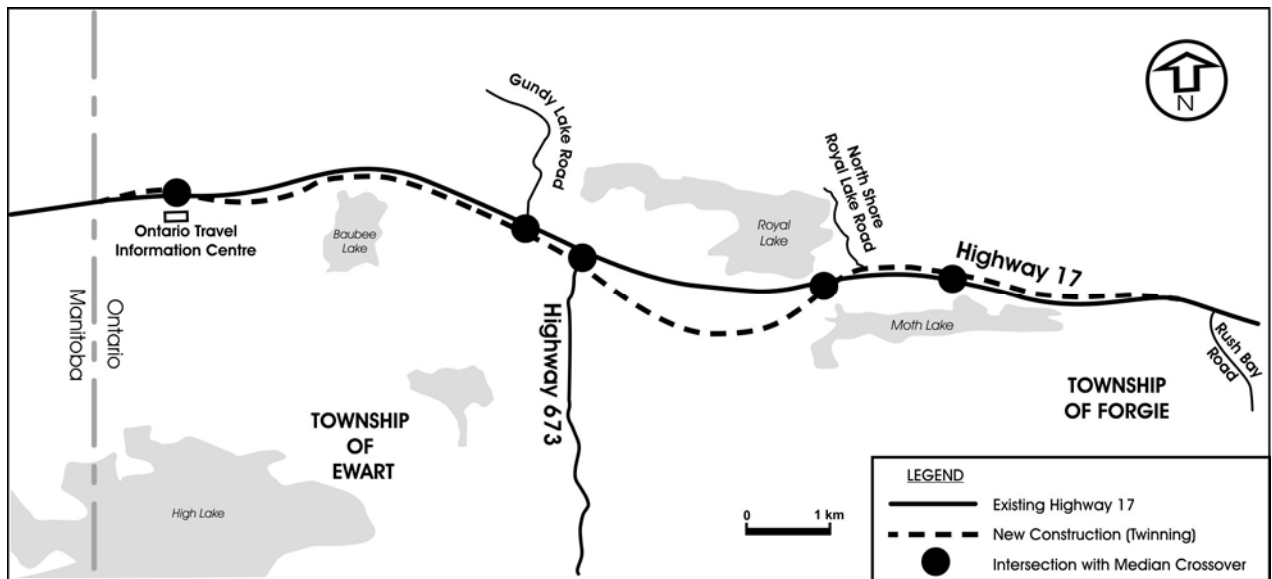 Gundy Lake Road
North Shore
Royal Lake Road
N
Ontario Travel
Information Centre
Baubee
Lake
Royal
Lake
Highway 17
Moth Lake
Rush Bay
Road
Ontario
Manitoba
Highway 673
TOWNSHIP
OF
EWART
TOWNSHIP
OF FORGIE
High Lake
0 1 km
LEGEND
Existing Highway 17
New Construction (Twinning)
Intersection with Median Crossover